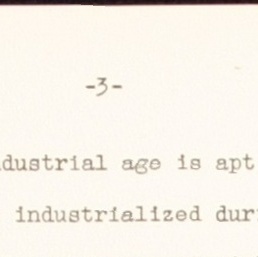 -3-
dustrial age is apt
industrialized dur